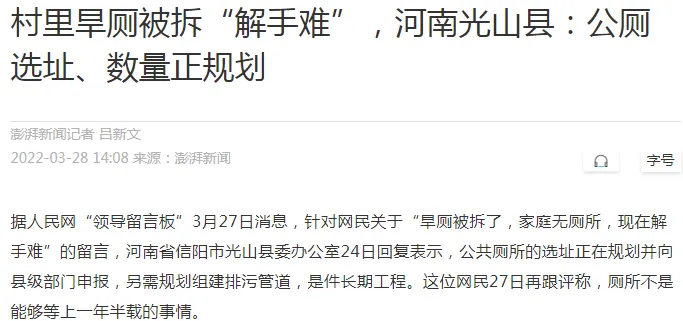 村里旱厕被拆“解手难”，河南光山县：公厕
选址、数量正规划
澎湃新闻记者 吕新文
2022-03-28 14:08 来源：澎湃新闻
字号
据人民网“领导留言板”3月27日消息，针对网民关于“旱厕被拆了，家庭无厕所，现在解
手难”的留言，河南省信阳市光山县委办公室24日回复表示，公共厕所的选址正在规划并向
县级部门申报，另需规划组建排污管道，是件长期工程。这位网民27日再跟评称，厕所不是
能够等上一年半载的事情。